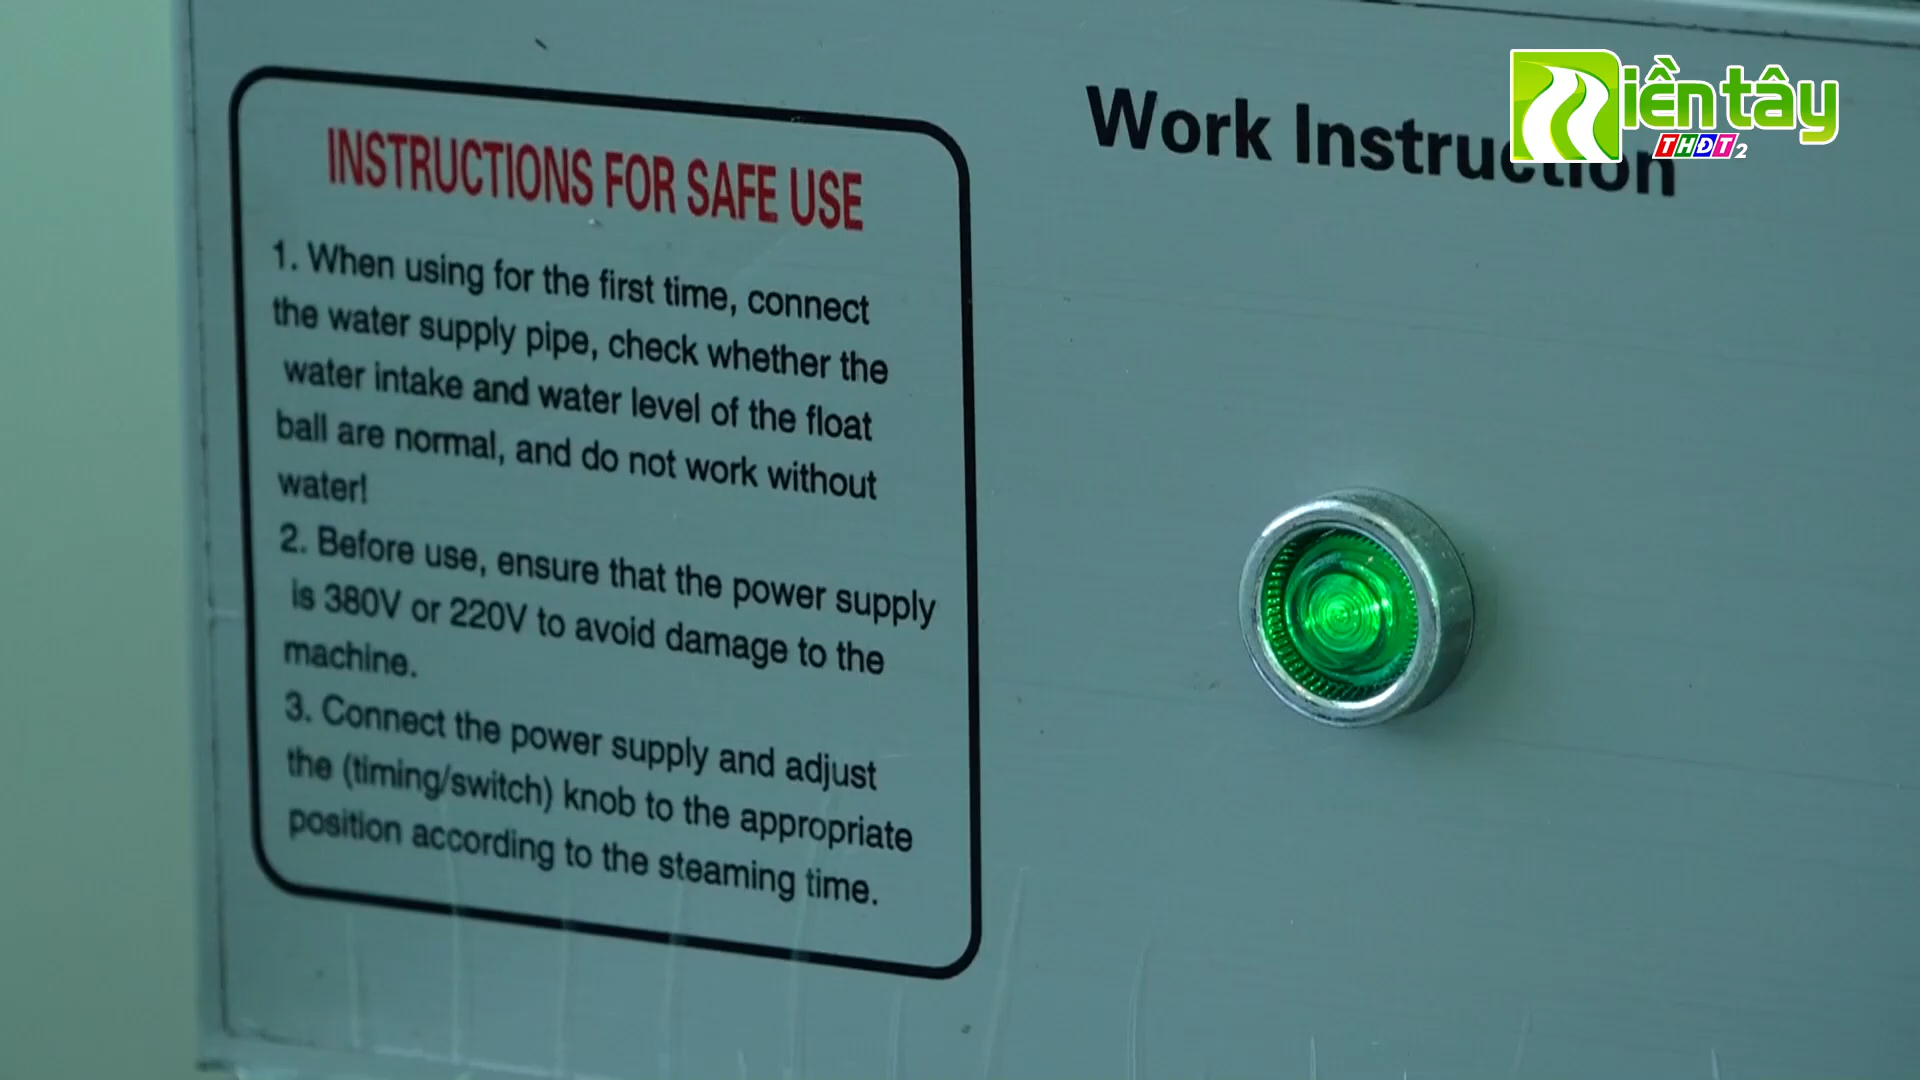 INSTRUCTIONS FOR SAFE USE
1. When using for the first time, connect
the water supply pipe, check whether the
water intake and water level of the float
ball are normal, and do not work without
water!
2. Before use, ensure that the power supply
is 380V or 220V to avoid damage to the
machine.
3. Connect the power supply and adjust
the (timing/switch) knob to the appropriate
position according to the steaming time.
Work Instruction
Miền tây
THĐT2